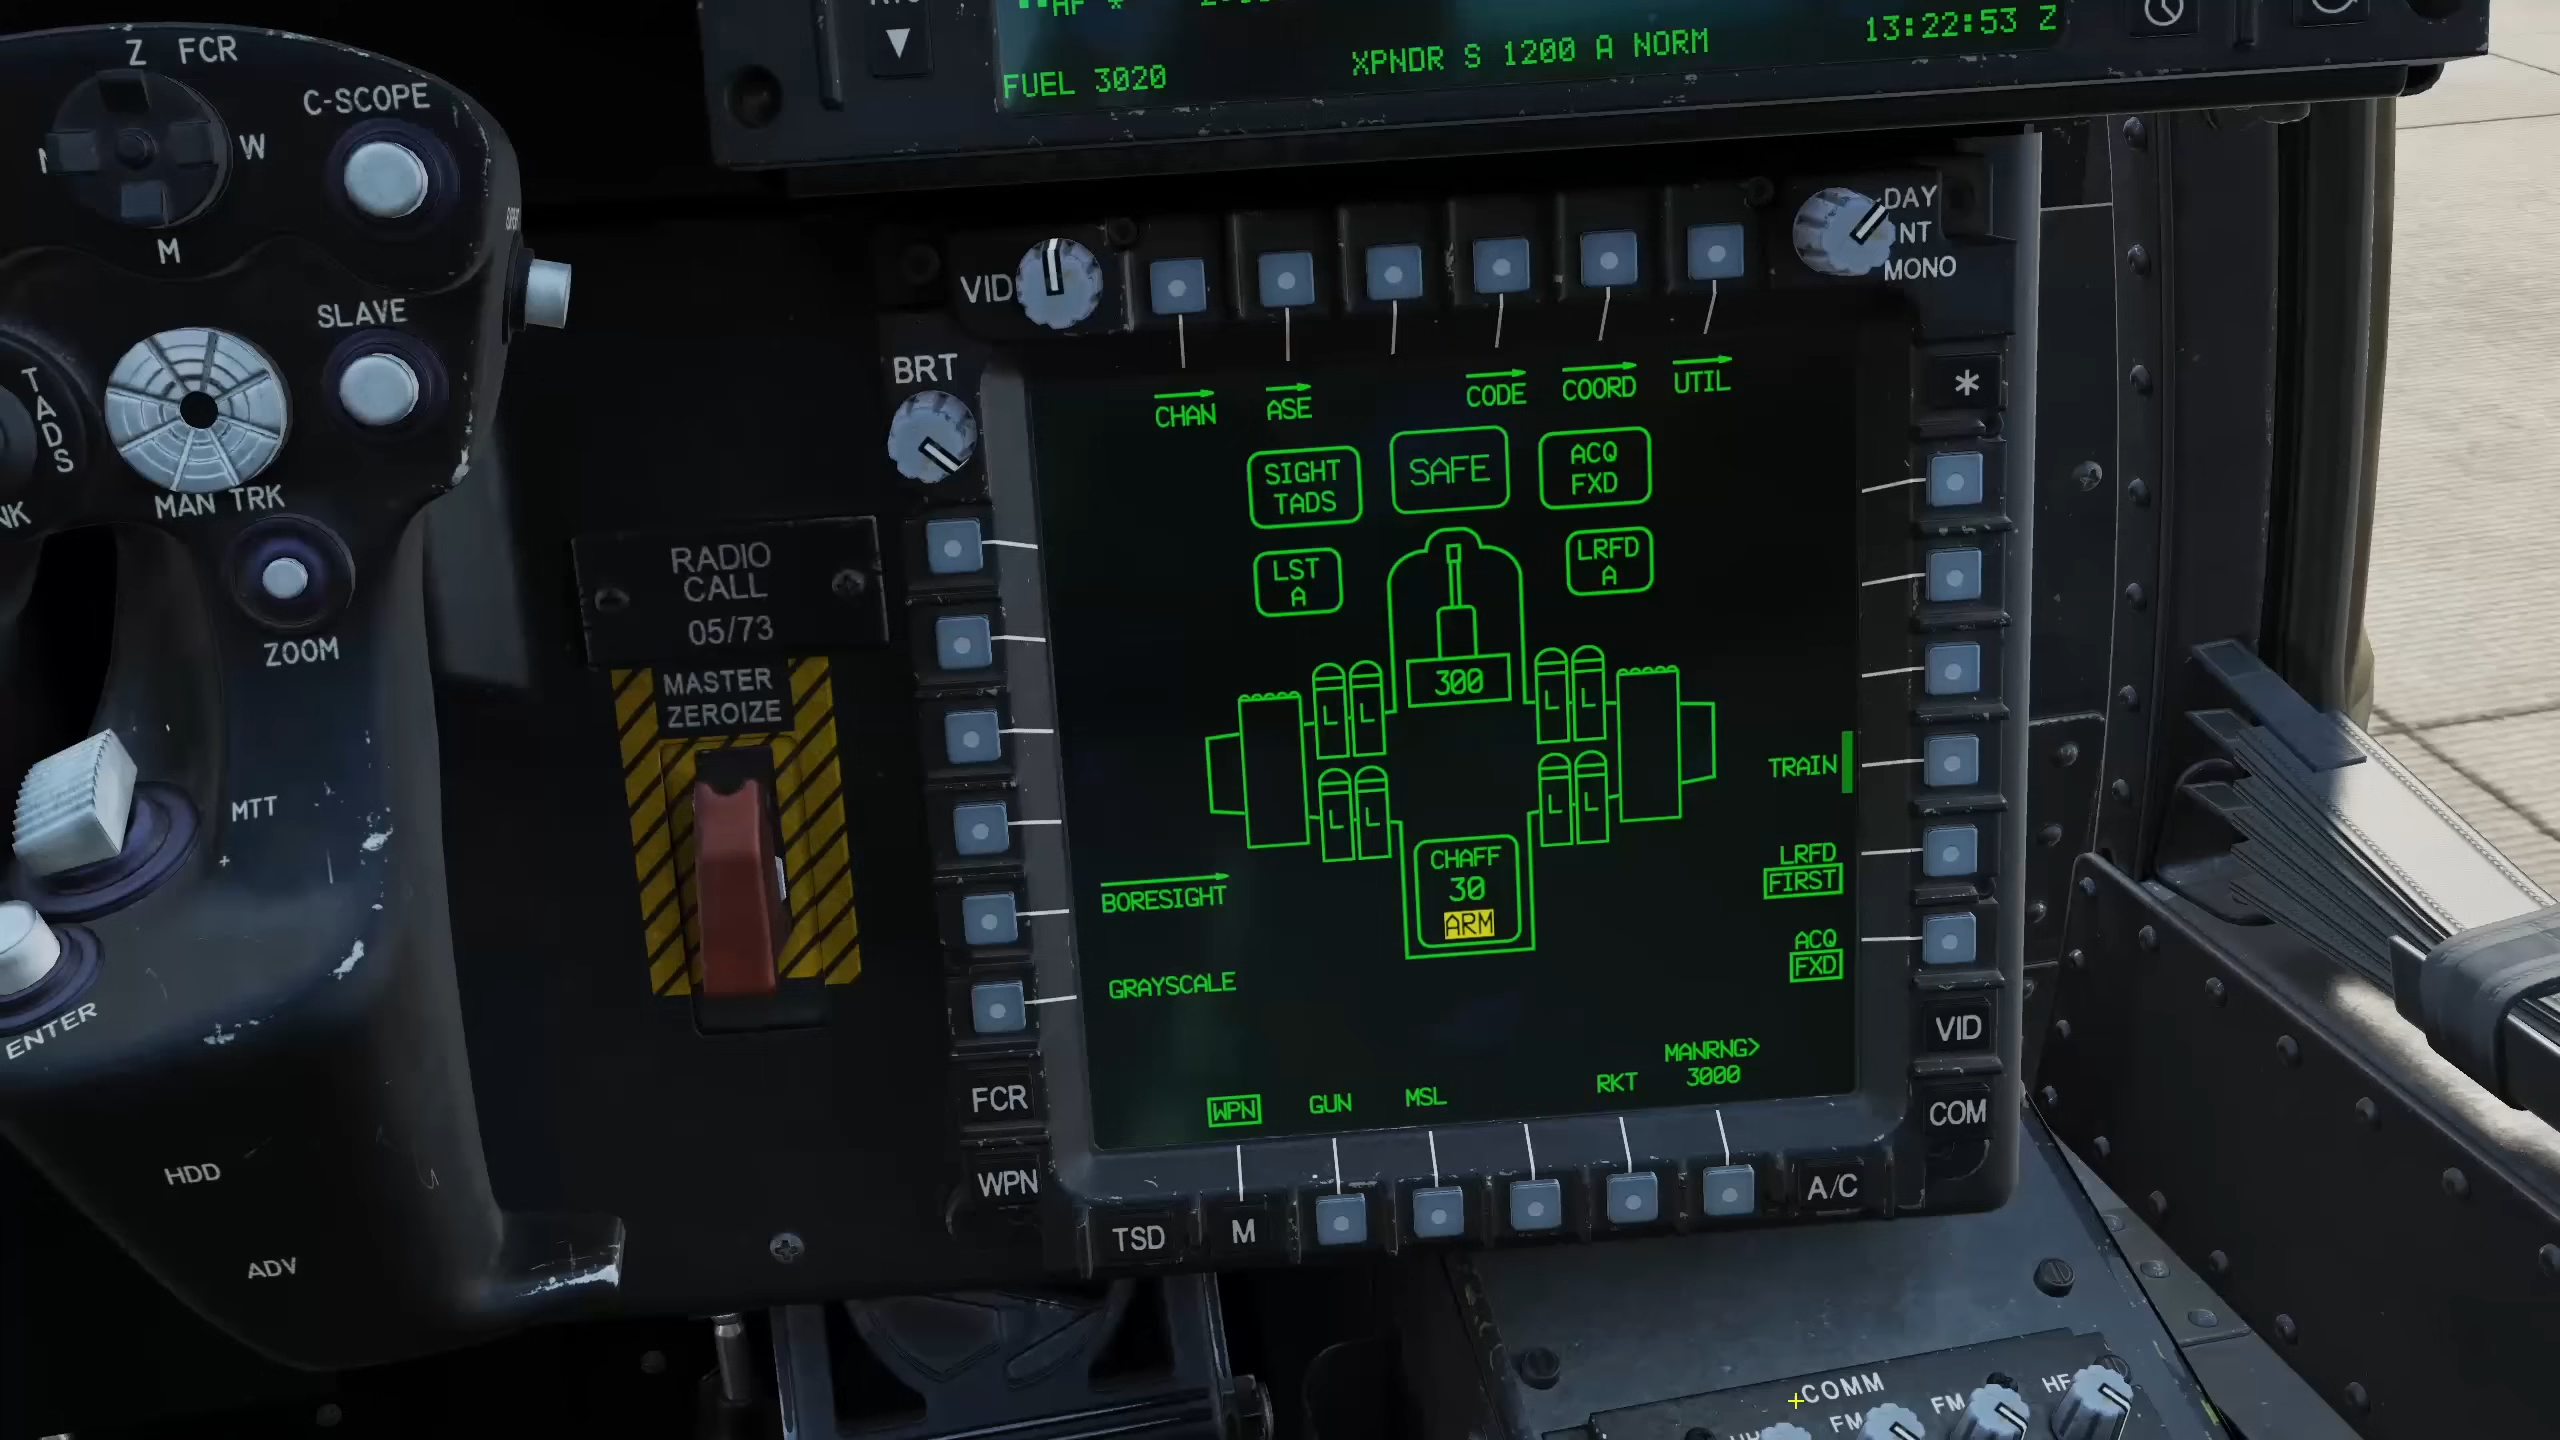 13:22:53 Z
XPNDR S 1200 A NORM
FUEL 3020
Z FCR
C-SCOPE
W
M
SLAVE
TADS
MAN TRK
ZOOM
MTT
ENTER
HDD
ADV
RADIO
CALL
05/73
MASTER
ZEROIZE
VID
BRT
DAY
NT
MONO
*
CHAN
ASE
CODE
COORD
UTIL
SIGHT
TADS
SAFE
ACQ
FXD
LST
A
LRFD
A
300
L L L L
L L L L
TRAIN
CHAFF
30
ARM
BORESIGHT
GRAYSCALE
LRFD
FIRST
ACQ
FXD
MANRNG>
3000
WPN
GUN
MSL
RKT
FCR
WPN
TSD
M
A/C
VID
COM
COMM
FM
FM
HF